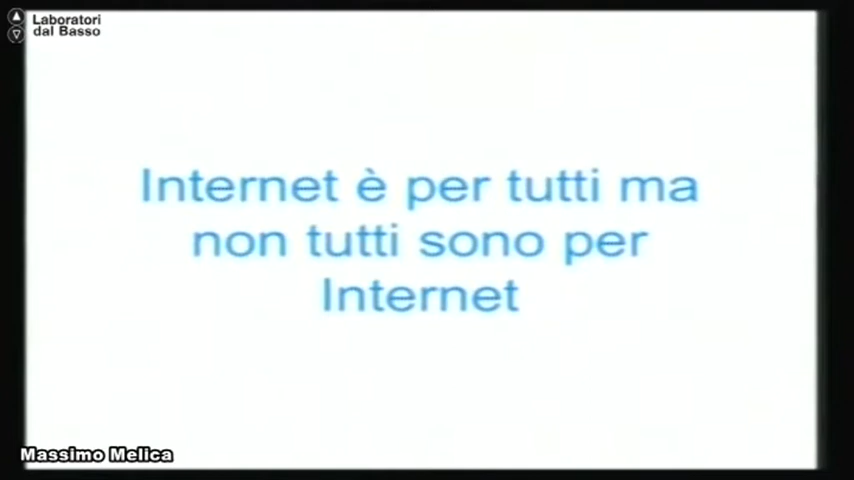 Laboratori
dal Basso
Internet è per tutti ma
non tutti sono per
Internet
Massimo Melica